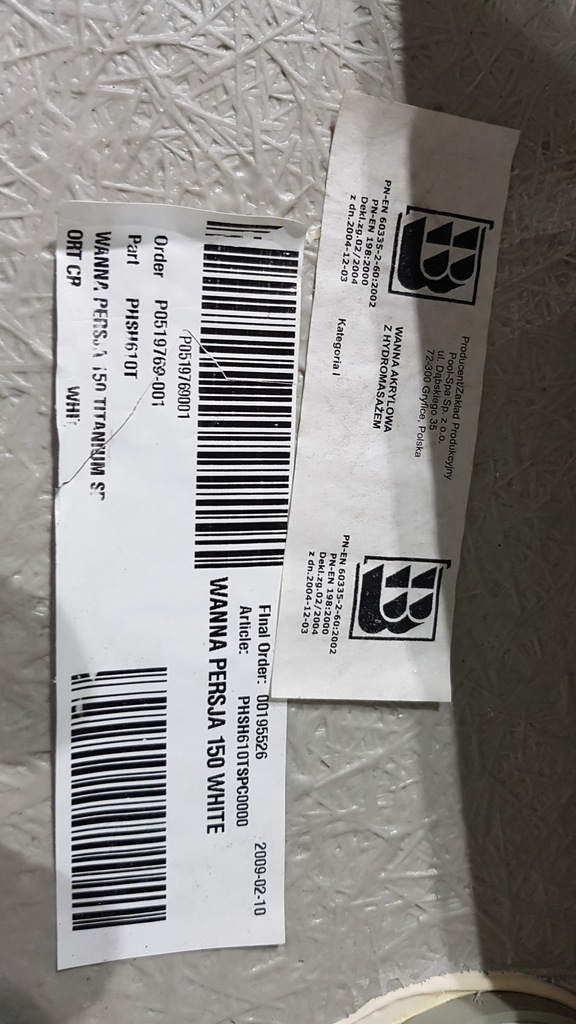 PN-EN 60335-2-60:2002
PN-EN 198:2000
Dekl.zg.02/2004
z dn.2004-12-03
Producent/Zakład Produkcyjny
Pool-Spa Sp. z o.o.
ul. Dąbskiego 35
72-300 Gryfice, Polska
WANNA AKRYLOWA
Z HYDROMASAŻEM
Kategoria I
PN-EN 60335-2-60:2002
PN-EN 198:2000
Dekl.zg.02/2004
z dn.2004-12-03
Final Order: 00195526
2009-02-10
Article: PHSH610TSPC0000
WANNA PERSJA 150 WHITE
P0519769001
Order P0519769-001
Part PHSH610T
WANNA PERSJA 150 TITANIUM SP
ORT CP WHI